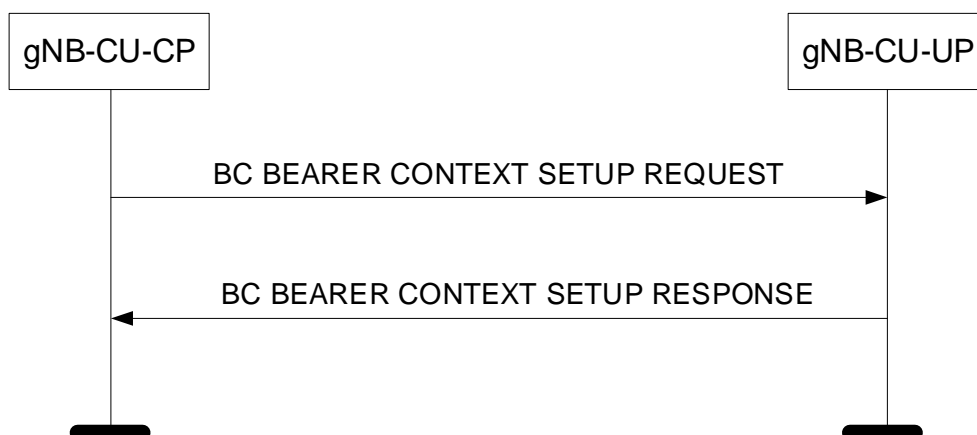 gNB-CU-CP
gNB-CU-UP
BC BEARER CONTEXT SETUP REQUEST
BC BEARER CONTEXT SETUP RESPONSE